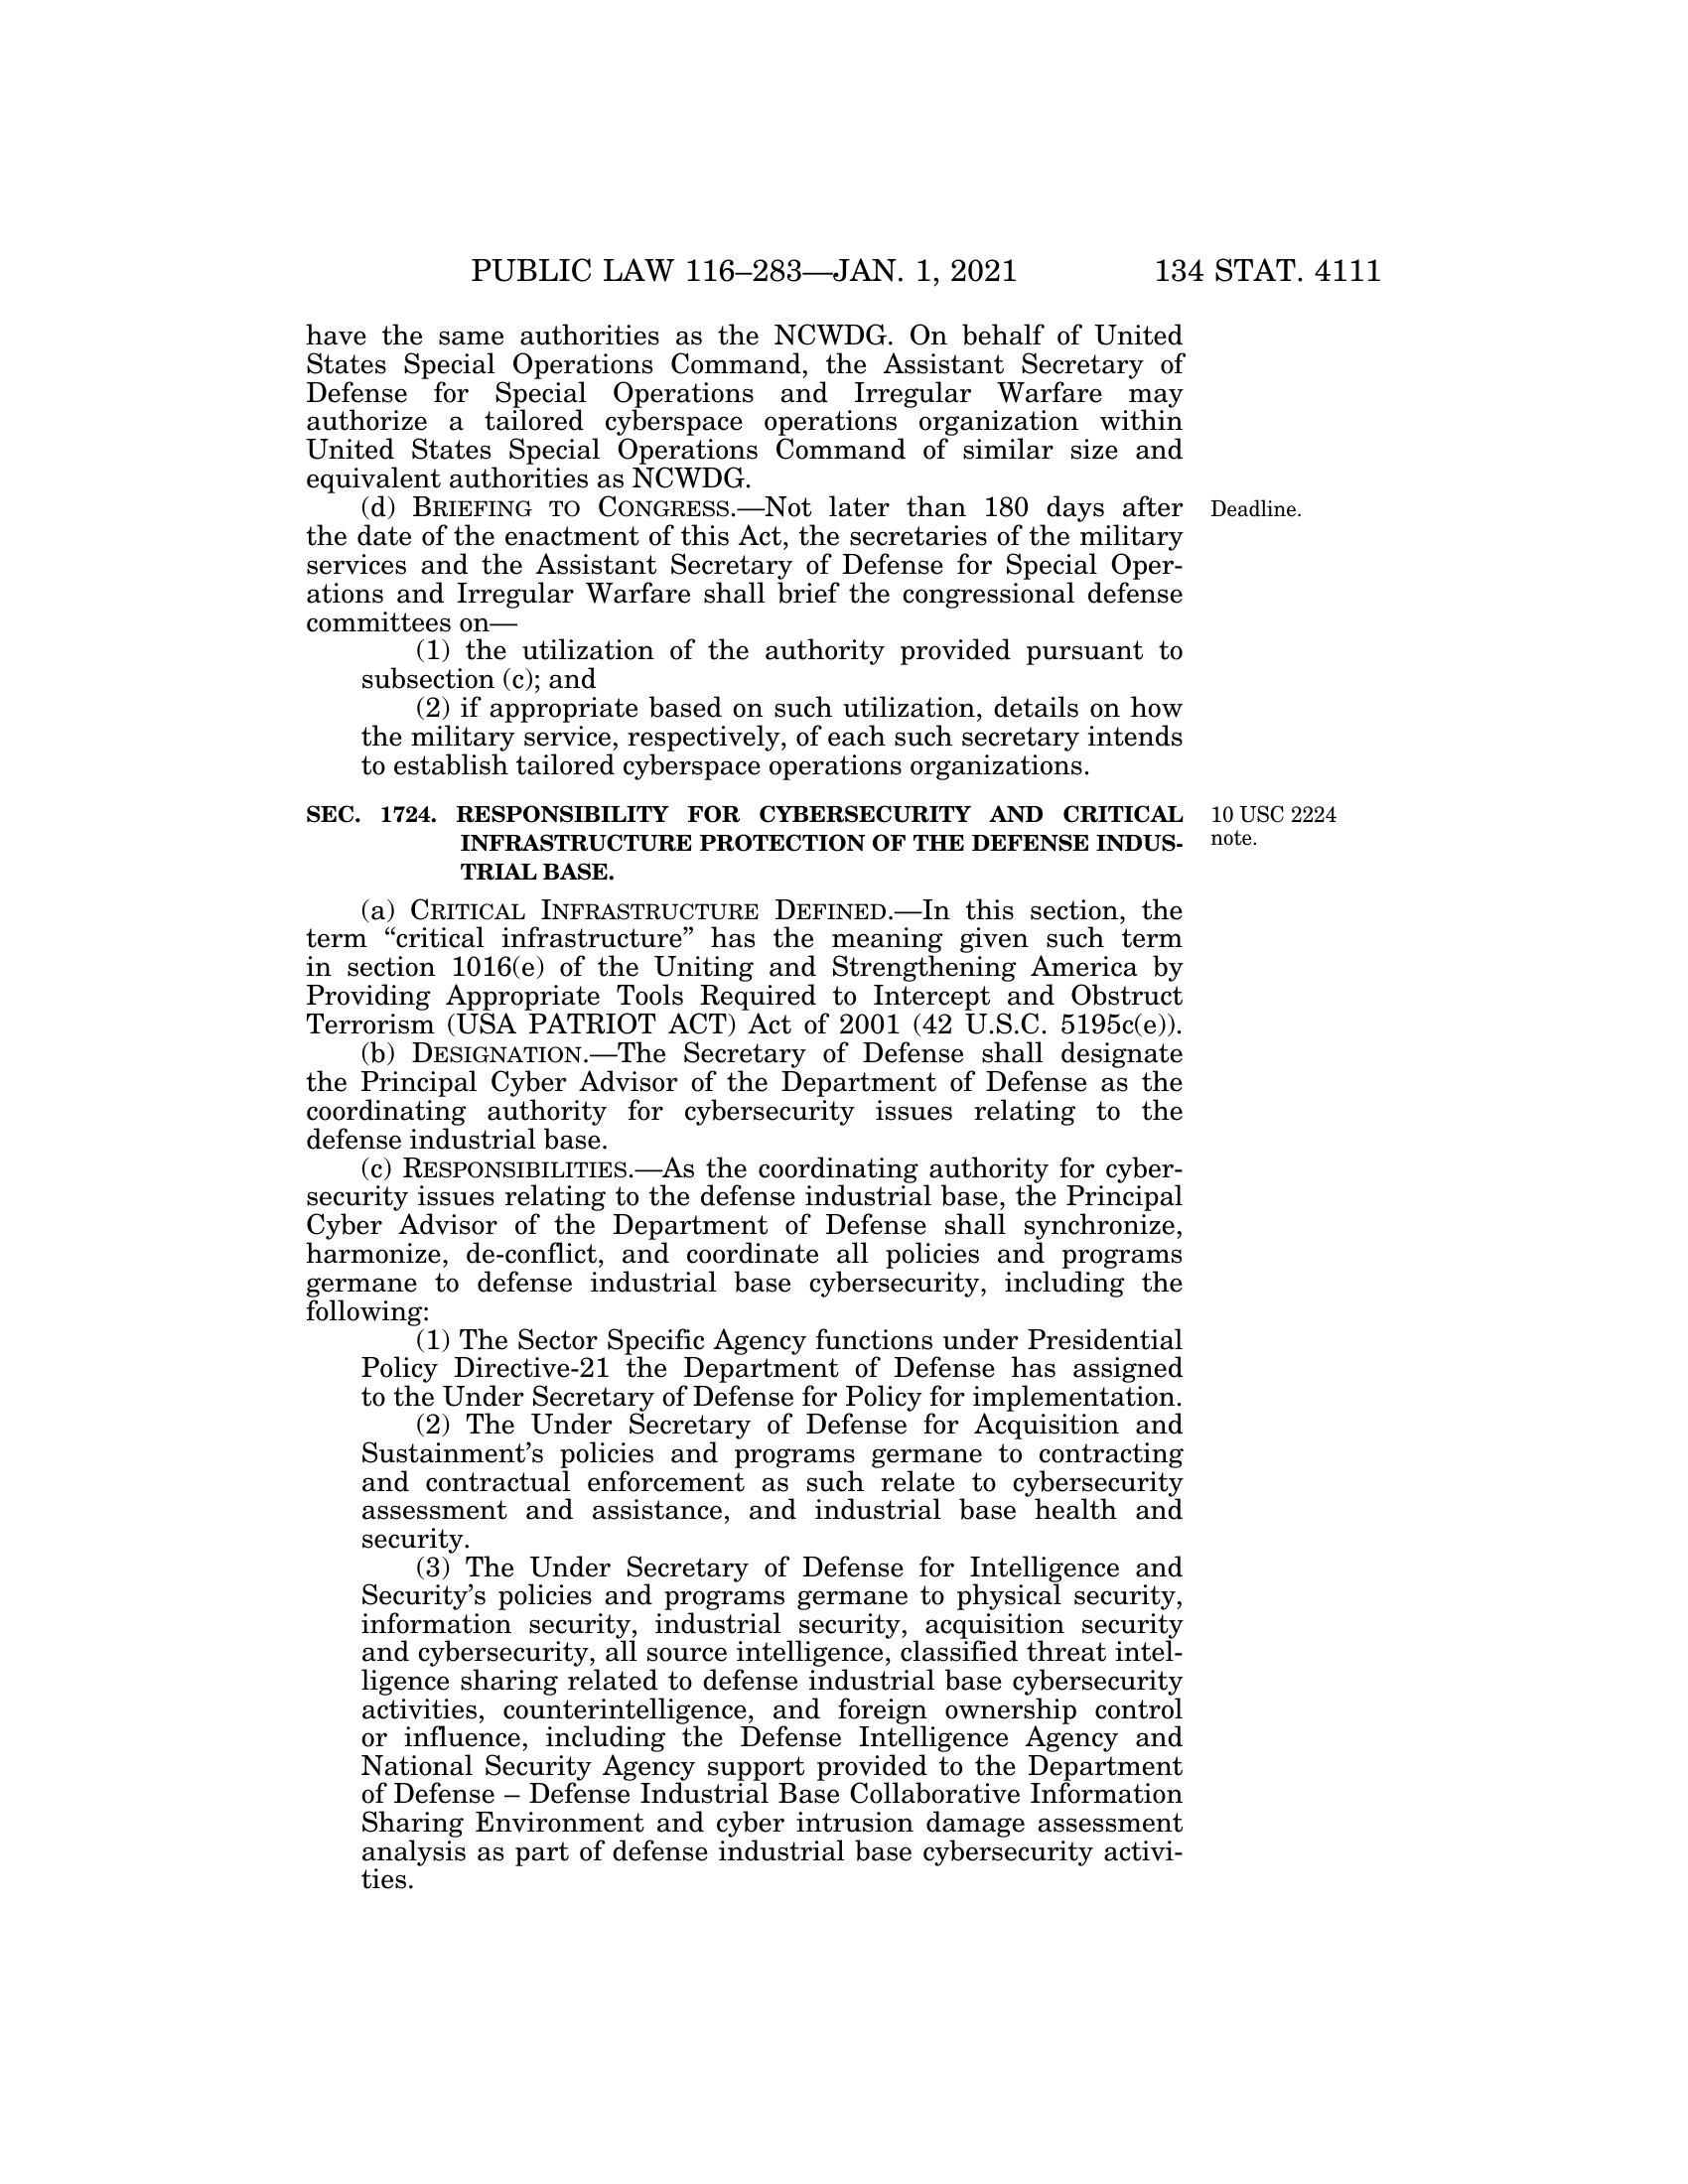 PUBLIC LAW 116–283—JAN. 1, 2021 134 STAT. 4111
have the same authorities as the NCWDG. On behalf of United
States Special Operations Command, the Assistant Secretary of
Defense for Special Operations and Irregular Warfare may
authorize a tailored cyberspace operations organization within
United States Special Operations Command of similar size and
equivalent authorities as NCWDG.
(d) BRIEFING TO CONGRESS.—Not later than 180 days after
Deadline.
the date of the enactment of this Act, the secretaries of the military
services and the Assistant Secretary of Defense for Special Oper-
ations and Irregular Warfare shall brief the congressional defense
committees on—
(1) the utilization of the authority provided pursuant to
subsection (c); and
(2) if appropriate based on such utilization, details on how
the military service, respectively, of each such secretary intends
to establish tailored cyberspace operations organizations.
SEC. 1724. RESPONSIBILITY FOR CYBERSECURITY AND CRITICAL
INFRASTRUCTURE PROTECTION OF THE DEFENSE INDUS-
TRIAL BASE.
10 USC 2224
note.
(a) CRITICAL INFRASTRUCTURE DEFINED.—In this section, the
term “critical infrastructure” has the meaning given such term
in section 1016(e) of the Uniting and Strengthening America by
Providing Appropriate Tools Required to Intercept and Obstruct
Terrorism (USA PATRIOT ACT) Act of 2001 (42 U.S.C. 5195c(e)).
(b) DESIGNATION.—The Secretary of Defense shall designate
the Principal Cyber Advisor of the Department of Defense as the
coordinating authority for cybersecurity issues relating to the
defense industrial base.
(c) RESPONSIBILITIES.—As the coordinating authority for cyber-
security issues relating to the defense industrial base, the Principal
Cyber Advisor of the Department of Defense shall synchronize,
harmonize, de-conflict, and coordinate all policies and programs
germane to defense industrial base cybersecurity, including the
following:
(1) The Sector Specific Agency functions under Presidential
Policy Directive-21 the Department of Defense has assigned
to the Under Secretary of Defense for Policy for implementation.
(2) The Under Secretary of Defense for Acquisition and
Sustainment’s policies and programs germane to contracting
and contractual enforcement as such relate to cybersecurity
assessment and assistance, and industrial base health and
security.
(3) The Under Secretary of Defense for Intelligence and
Security’s policies and programs germane to physical security,
information security, industrial security, acquisition security
and cybersecurity, all source intelligence, classified threat intel-
ligence sharing related to defense industrial base cybersecurity
activities, counterintelligence, and foreign ownership control
or influence, including the Defense Intelligence Agency and
National Security Agency support provided to the Department
of Defense – Defense Industrial Base Collaborative Information
Sharing Environment and cyber intrusion damage assessment
analysis as part of defense industrial base cybersecurity activi-
ties.